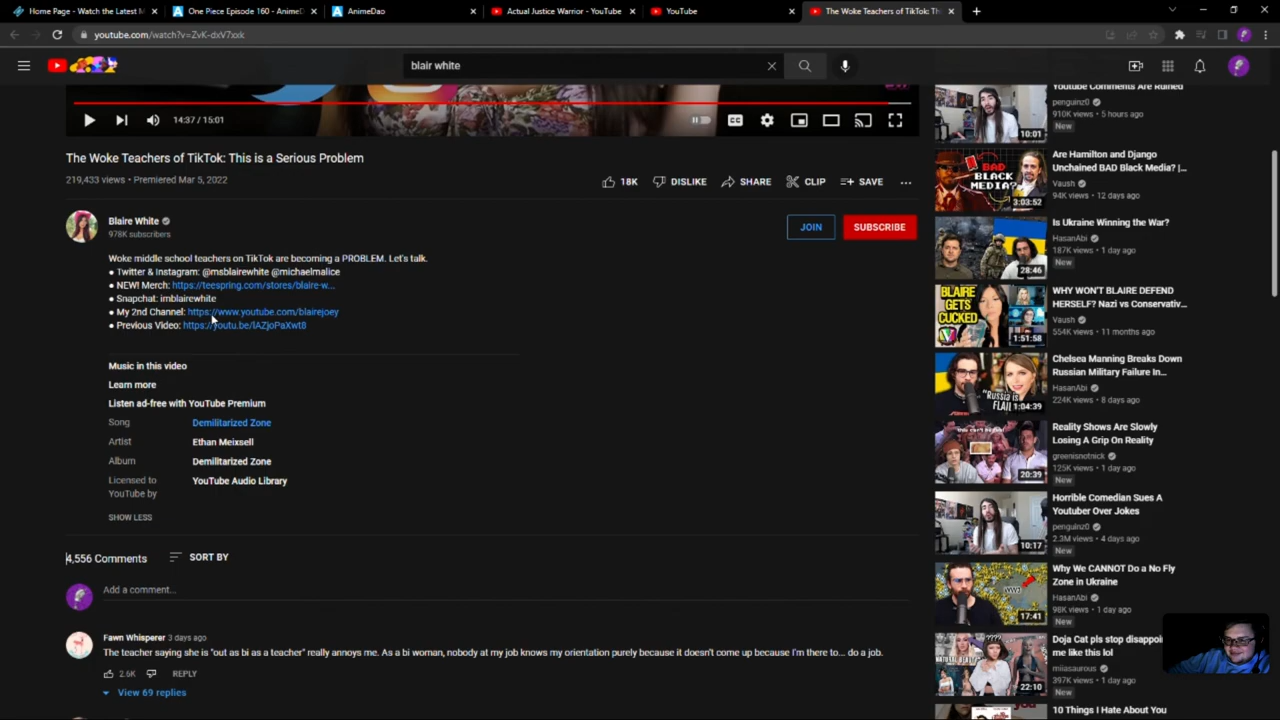 Home Page - Watch the Latest M
One Piece Episode 160 - AnimeD
AnimeDao
Actual Justice Warrior - YouTube
YouTube
The Woke Teachers of TikTok: Th
youtube.com/watch?v=ZvK-dxV7xxk
blair white
14:37 / 15:01
The Woke Teachers of TikTok: This is a Serious Problem
219,433 views • Premiered Mar 5, 2022
18K
DISLIKE
SHARE
CLIP
SAVE
Blaire White
978K subscribers
JOIN
SUBSCRIBE
Woke middle school teachers on TikTok are becoming a PROBLEM. Let's talk.
● Twitter & Instagram: @msblairewhite @michaelmalice
● NEW! Merch: https://teespring.com/stores/blaire-w...
● Snapchat: imblairewhite
● My 2nd Channel: https://www.youtube.com/blairejoey
● Previous Video: https://youtu.be/lAZjoPaXwt8
Music in this video
Learn more
Listen ad-free with YouTube Premium
Song
Demilitarized Zone
Artist
Ethan Meixsell
Album
Demilitarized Zone
Licensed to
YouTube by
YouTube Audio Library
SHOW LESS
4,556 Comments
SORT BY
Add a comment...
Fawn Whisperer 3 days ago
The teacher saying she is "out as bi as a teacher" really annoys me. As a bi woman, nobody at my job knows my orientation purely because it doesn't come up because I'm there to... do a job.
2.6K
REPLY
View 69 replies
Youtube Comments Are Ruined
penguinz0
910K views • 5 hours ago
New
10:01
BAD
BLACK
MEDIA?
3:03:52
Are Hamilton and Django
Unchained BAD Black Media? |...
Vaush
94K views • 12 days ago
28:46
Is Ukraine Winning the War?
HasanAbi
187K views • 1 day ago
New
BLAIRE
GETS
CUCKED
1:51:58
WHY WON'T BLAIRE DEFEND
HERSELF? Nazi vs Conservativ...
Vaush
554K views • 11 months ago
"Russia is
FLAIL
1:04:39
Chelsea Manning Breaks Down
Russian Military Failure In...
HasanAbi
224K views • 8 days ago
20:39
Reality Shows Are Slowly
Losing A Grip On Reality
greenisnotnick
125K views • 1 day ago
New
10:17
Horrible Comedian Sues A
Youtuber Over Jokes
penguinz0
2.3M views • 4 days ago
New
17:41
Why We CANNOT Do a No Fly
Zone in Ukraine
HasanAbi
98K views • 1 day ago
New
????
22:10
Doja Cat pls stop disappoi
me like this lol
miiasaurous
397K views • 1 day ago
New
10 Things I Hate About You